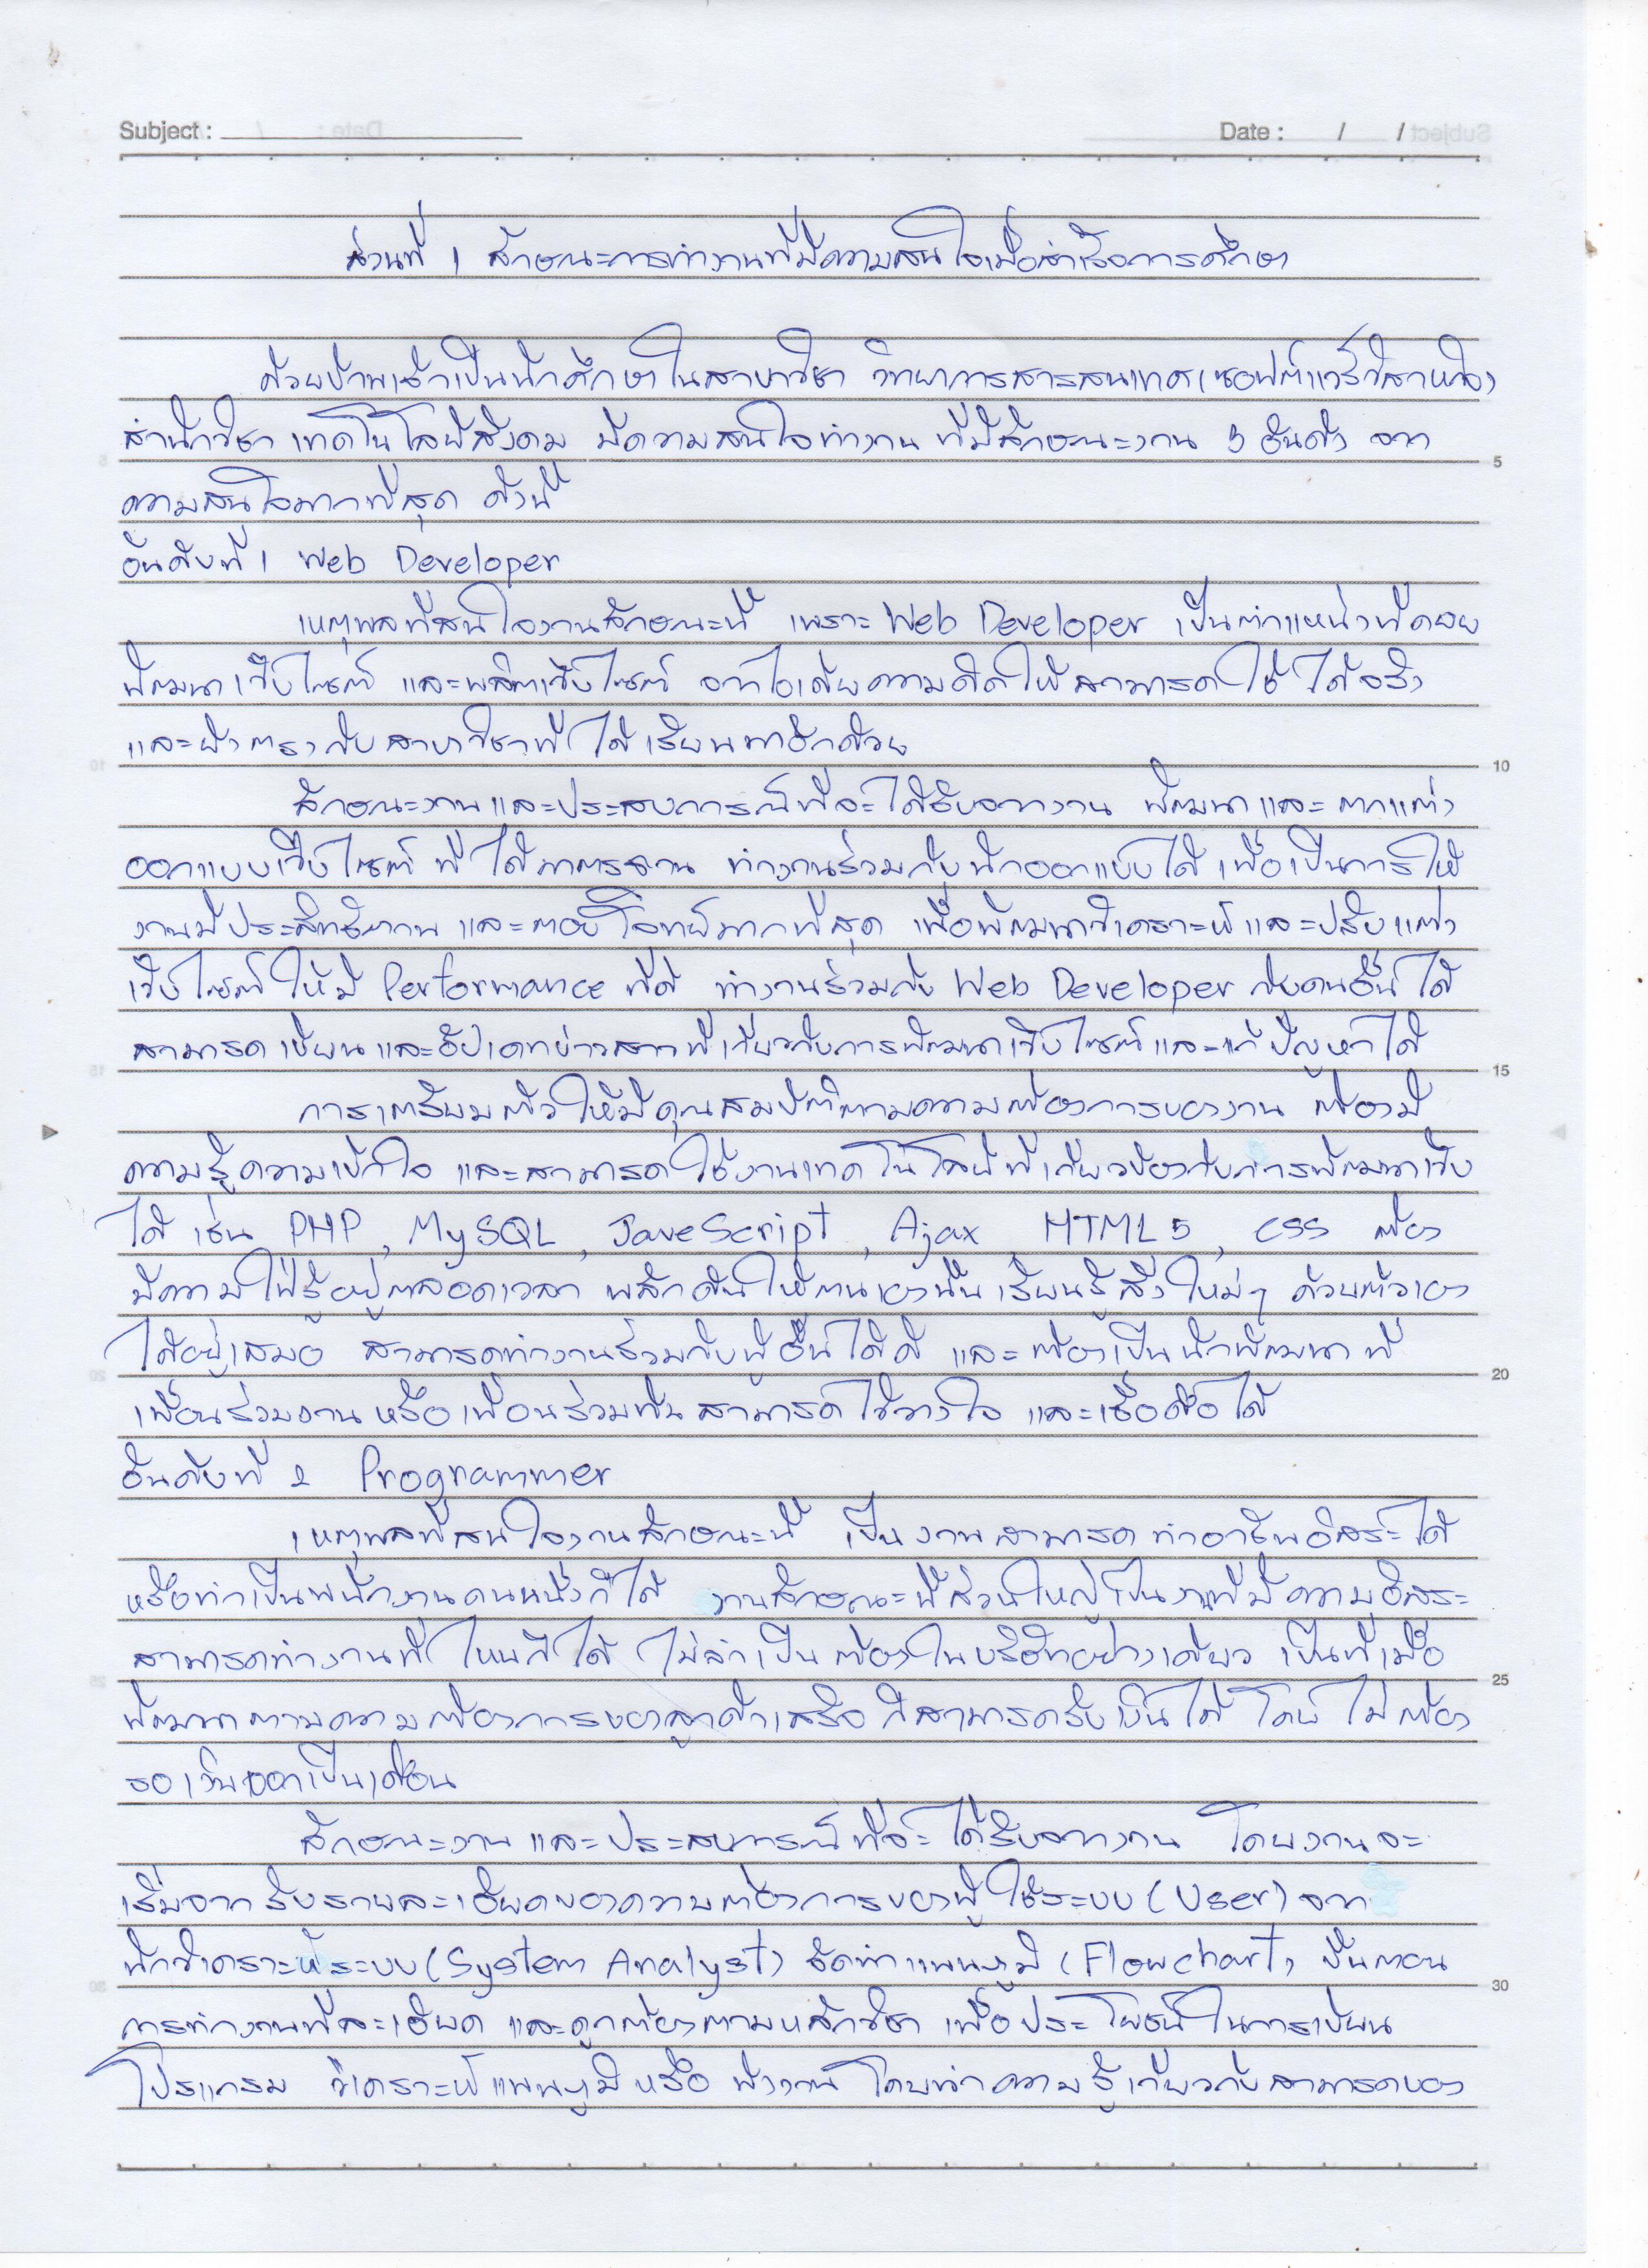 Subject : Date : / /
ส่วนที่ 1 ลักษณะการทำงานที่มีความสนใจเมื่อสำเร็จการศึกษา
ด้วยข้าพเจ้าเป็นนักศึกษาในสาขาวิชา วิทยาการสารสนเทศ(ซอฟต์แวร์วิสาหกิจ)
สำนักวิชา เทคโนโลยีสังคม มีความสนใจทำงาน ที่มีลักษณะงาน 3 อันดับ จาก
5
ความสนใจมากที่สุด ดังนี้
อันดับที่ 1 Web Developer
เหตุผลที่สนใจงานลักษณะนี้ เพราะ Web Developer เป็นตำแหน่งที่คอย
พัฒนาเว็บไซต์ และผลิตเว็บไซต์ จากไอเดียความคิดให้สามารถใช้ได้จริง
และยังตรงกับสาขาวิชาที่ได้เรียนมาอีกด้วย
10
ลักษณะงานและประสบการณ์ที่จะได้รับจากงาน พัฒนาและตกแต่ง
ออกแบบเว็บไซต์ ที่ได้มาตรฐาน ทำงานร่วมกับนักออกแบบได้ เพื่อเป็นการให้
งานมีประสิทธิภาพ และตอบโจทย์มากที่สุด เพื่อพัฒนาวิเคราะห์และปรับแต่ง
เว็บไซต์ให้มี Performance ที่ดี ทำงานร่วมกับ Web Developer กับคนอื่นได้
สามารถเขียนและอัปเดทข่าวสารที่เกี่ยวกับการพัฒนาเว็บไซต์และแก้ปัญหาได้
15
การเตรียมตัวให้มีคุณสมบัติตามความต้องการของงาน ต้องมี
ความรู้ความเข้าใจ และสามารถใช้งานเทคโนโลยีที่เกี่ยวข้องกับการพัฒนาเว็บ
ได้ เช่น PHP , MySQL , JaveScript , Ajax HTML5 , CSS ต้อง
มีความใฝ่รู้อยู่ตลอดเวลา ผลักดันให้ตนเองนั้นเรียนรู้สิ่งใหม่ๆ ด้วยตัวเอง
ได้อยู่เสมอ สามารถทำงานร่วมกับผู้อื่นได้ดี และต้องเป็นนักพัฒนาที่
20
เพื่อนร่วมงานหรือเพื่อนร่วมทีมสามารถไว้วางใจ และเชื่อถือได้
อันดับที่ 2 Programmer
เหตุผลที่สนใจงานลักษณะนี้ เป็นงานสามารถทำอาชีพอิสระได้
หรือทำเป็นพนักงานคนหนึ่งก็ได้ งานลักษณะนี้ส่วนใหญ่เป็นงานที่มีความอิสระ
สามารถทำงานที่ไหนก็ได้ ไม่จำเป็นต้องในบริษัทอย่างเดียว เป็นที่เมื่อ
25
พัฒนาตามความต้องการของลูกค้าเสร็จ ก็สามารถรับเงินได้ โดยไม่ต้อง
รอเงินออกเป็นเดือน
ลักษณะงานและประสบการณ์ที่จะได้รับจากงาน โดยงานจะ
เริ่มจากรับรายละเอียดของความต้องการของผู้ใช้ระบบ(User) จาก
นักวิเคราะห์ระบบ(System Analyst) จัดทำแผนภูมิ (Flowchart) ขั้นตอน
30
การทำงานที่ละเอียด และถูกต้องตามหลักวิชา เพื่อประโยชน์ในการเขียน
โปรแกรม วิเคราะห์แผนภูมิหรือผังงาน โดยนำความรู้เกี่ยวกับสามารถของ